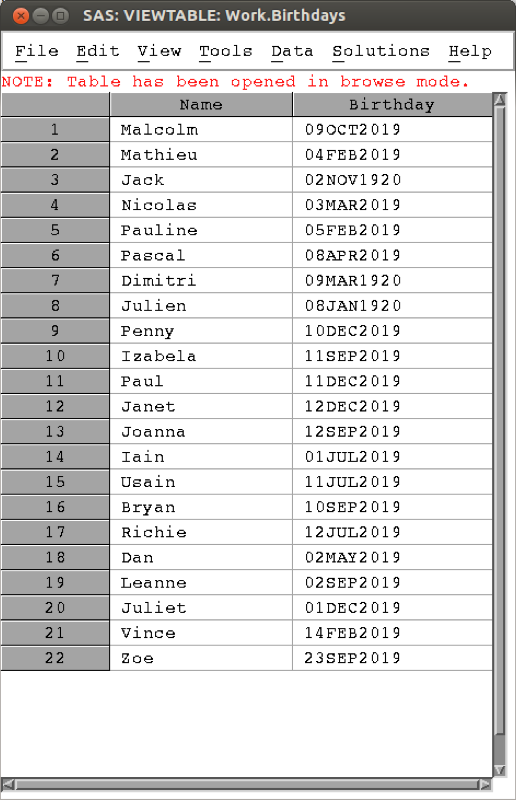 SAS: VIEWTABLE: Work.Birthdays
File Edit View Tools Data Solutions Help
NOTE: Table has been opened in browse mode.
Name Birthday
1 Malcolm 09OCT2019
2 Mathieu 04FEB2019
3 Jack 02NOV1920
4 Nicolas 03MAR2019
5 Pauline 05FEB2019
6 Pascal 08APR2019
7 Dimitri 09MAR1920
8 Julien 08JAN1920
9 Penny 10DEC2019
10 Izabela 11SEP2019
11 Paul 11DEC2019
12 Janet 12DEC2019
13 Joanna 12SEP2019
14 Iain 01JUL2019
15 Usain 11JUL2019
16 Bryan 10SEP2019
17 Richie 12JUL2019
18 Dan 02MAY2019
19 Leanne 02SEP2019
20 Juliet 01DEC2019
21 Vince 14FEB2019
22 Zoe 23SEP2019